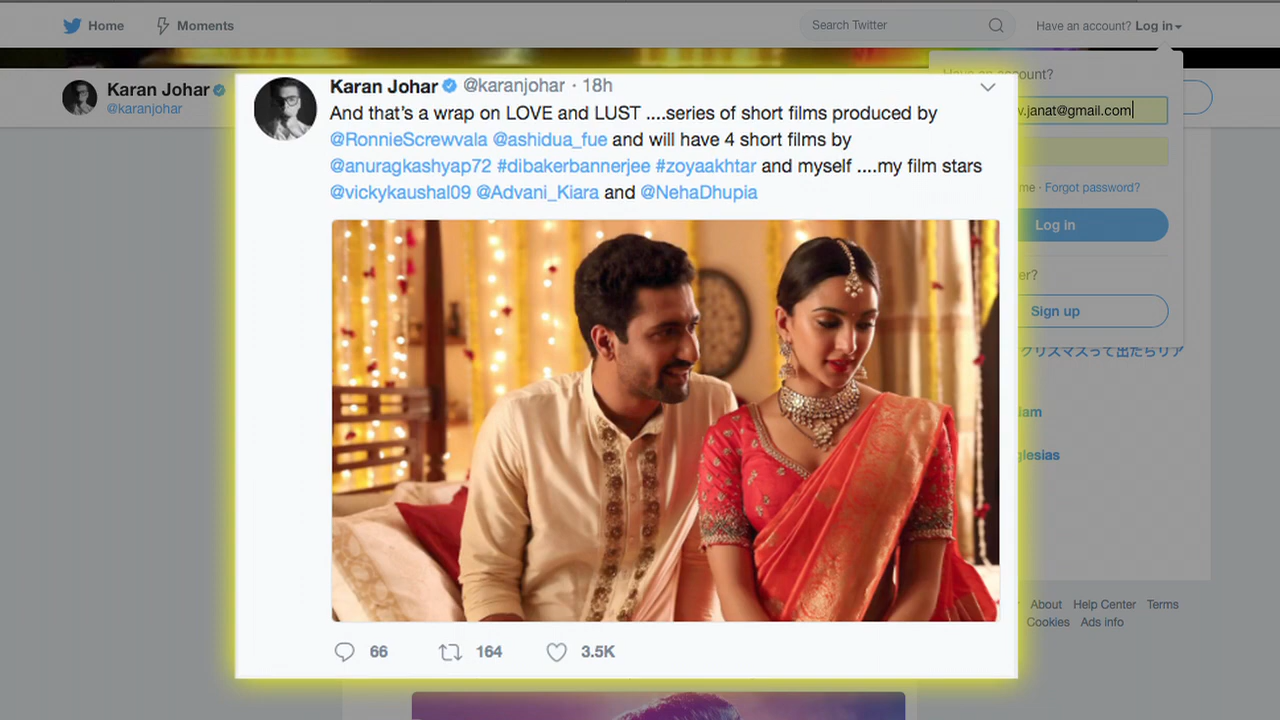 Home
Moments
Search Twitter
Have an account? Log in
Karan Johar
@karanjohar
Karan Johar @karanjohar · 18h
And that's a wrap on LOVE and LUST ....series of short films produced by
@RonnieScrewvala @ashidua_fue and will have 4 short films by
@anuragkashyap72 #dibakerbannerjee #zoyaakhtar and myself ....my film stars
@vickykaushal09 @Advani_Kiara and @NehaDhupia
66 164 3.5K
Have an account?
v.janat@gmail.com
me · Forgot password?
Log in
er?
Sign up
クリスマスって出たらリア
iam
glesias
About Help Center Terms
Cookies Ads info